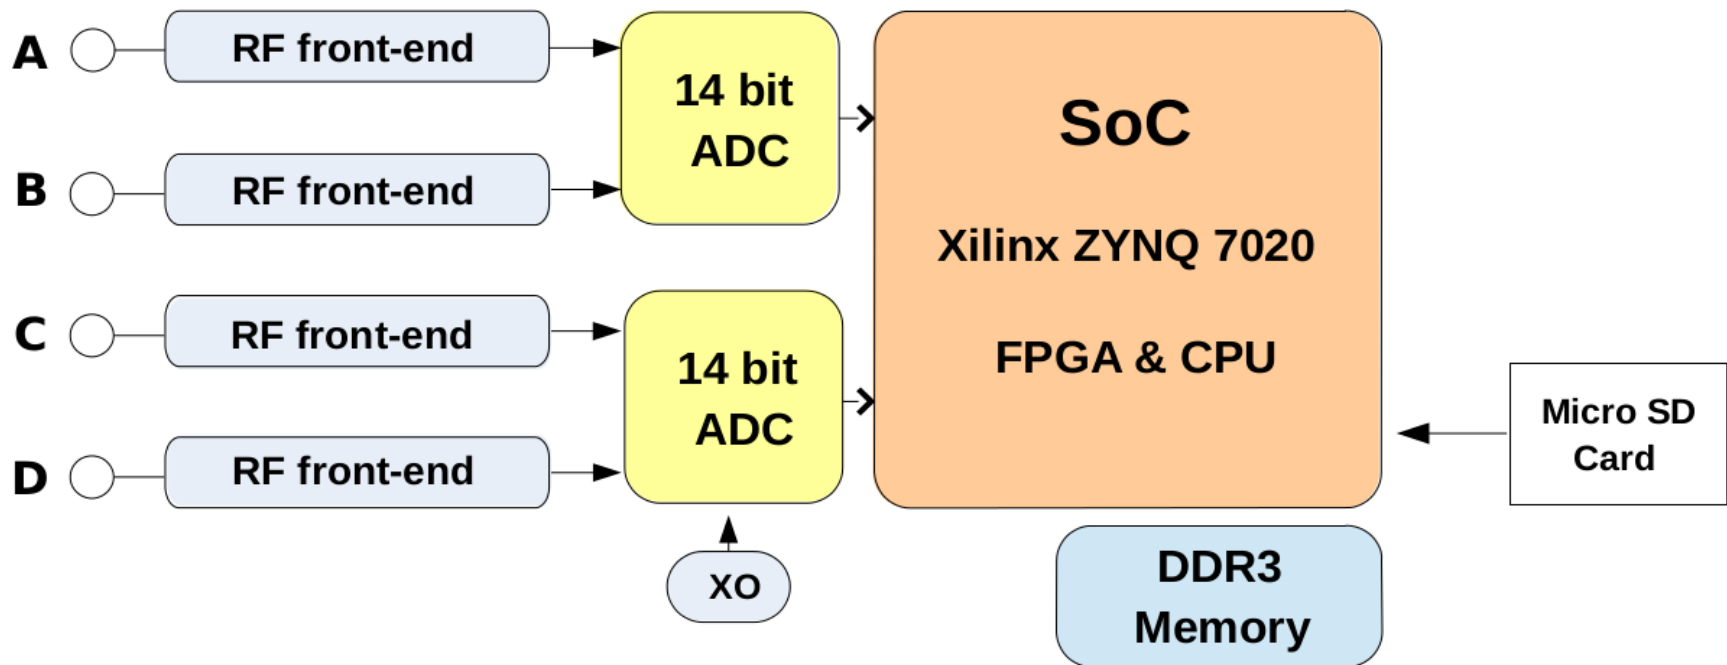 A
RF front-end
B
RF front-end
14 bit
ADC
C
RF front-end
D
RF front-end
14 bit
ADC
XO
SoC
Xilinx ZYNQ 7020
FPGA & CPU
Micro SD
Card
DDR3
Memory